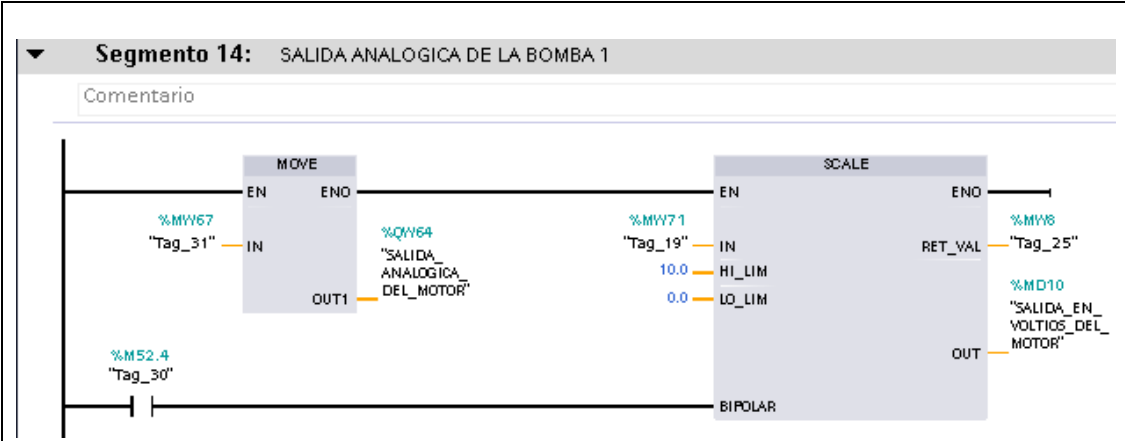 Segmento 14: SALIDA ANALOGICA DE LA BOMBA 1
Comentario
MOVE
EN ENO
%MW67
"Tag_31" IN
%QW64
"SALIDA_
ANALOGICA_
DEL_MOTOR"
OUT1
SCALE
EN ENO
%MW71
"Tag_19" IN
10.0 HI_LIM
0.0 LO_LIM
%MW8
RET_VAL "Tag_25"
%MD10
"SALIDA_EN_
VOLTIOS_DEL_
MOTOR"
OUT
%M52.4
"Tag_30"
BIPOLAR